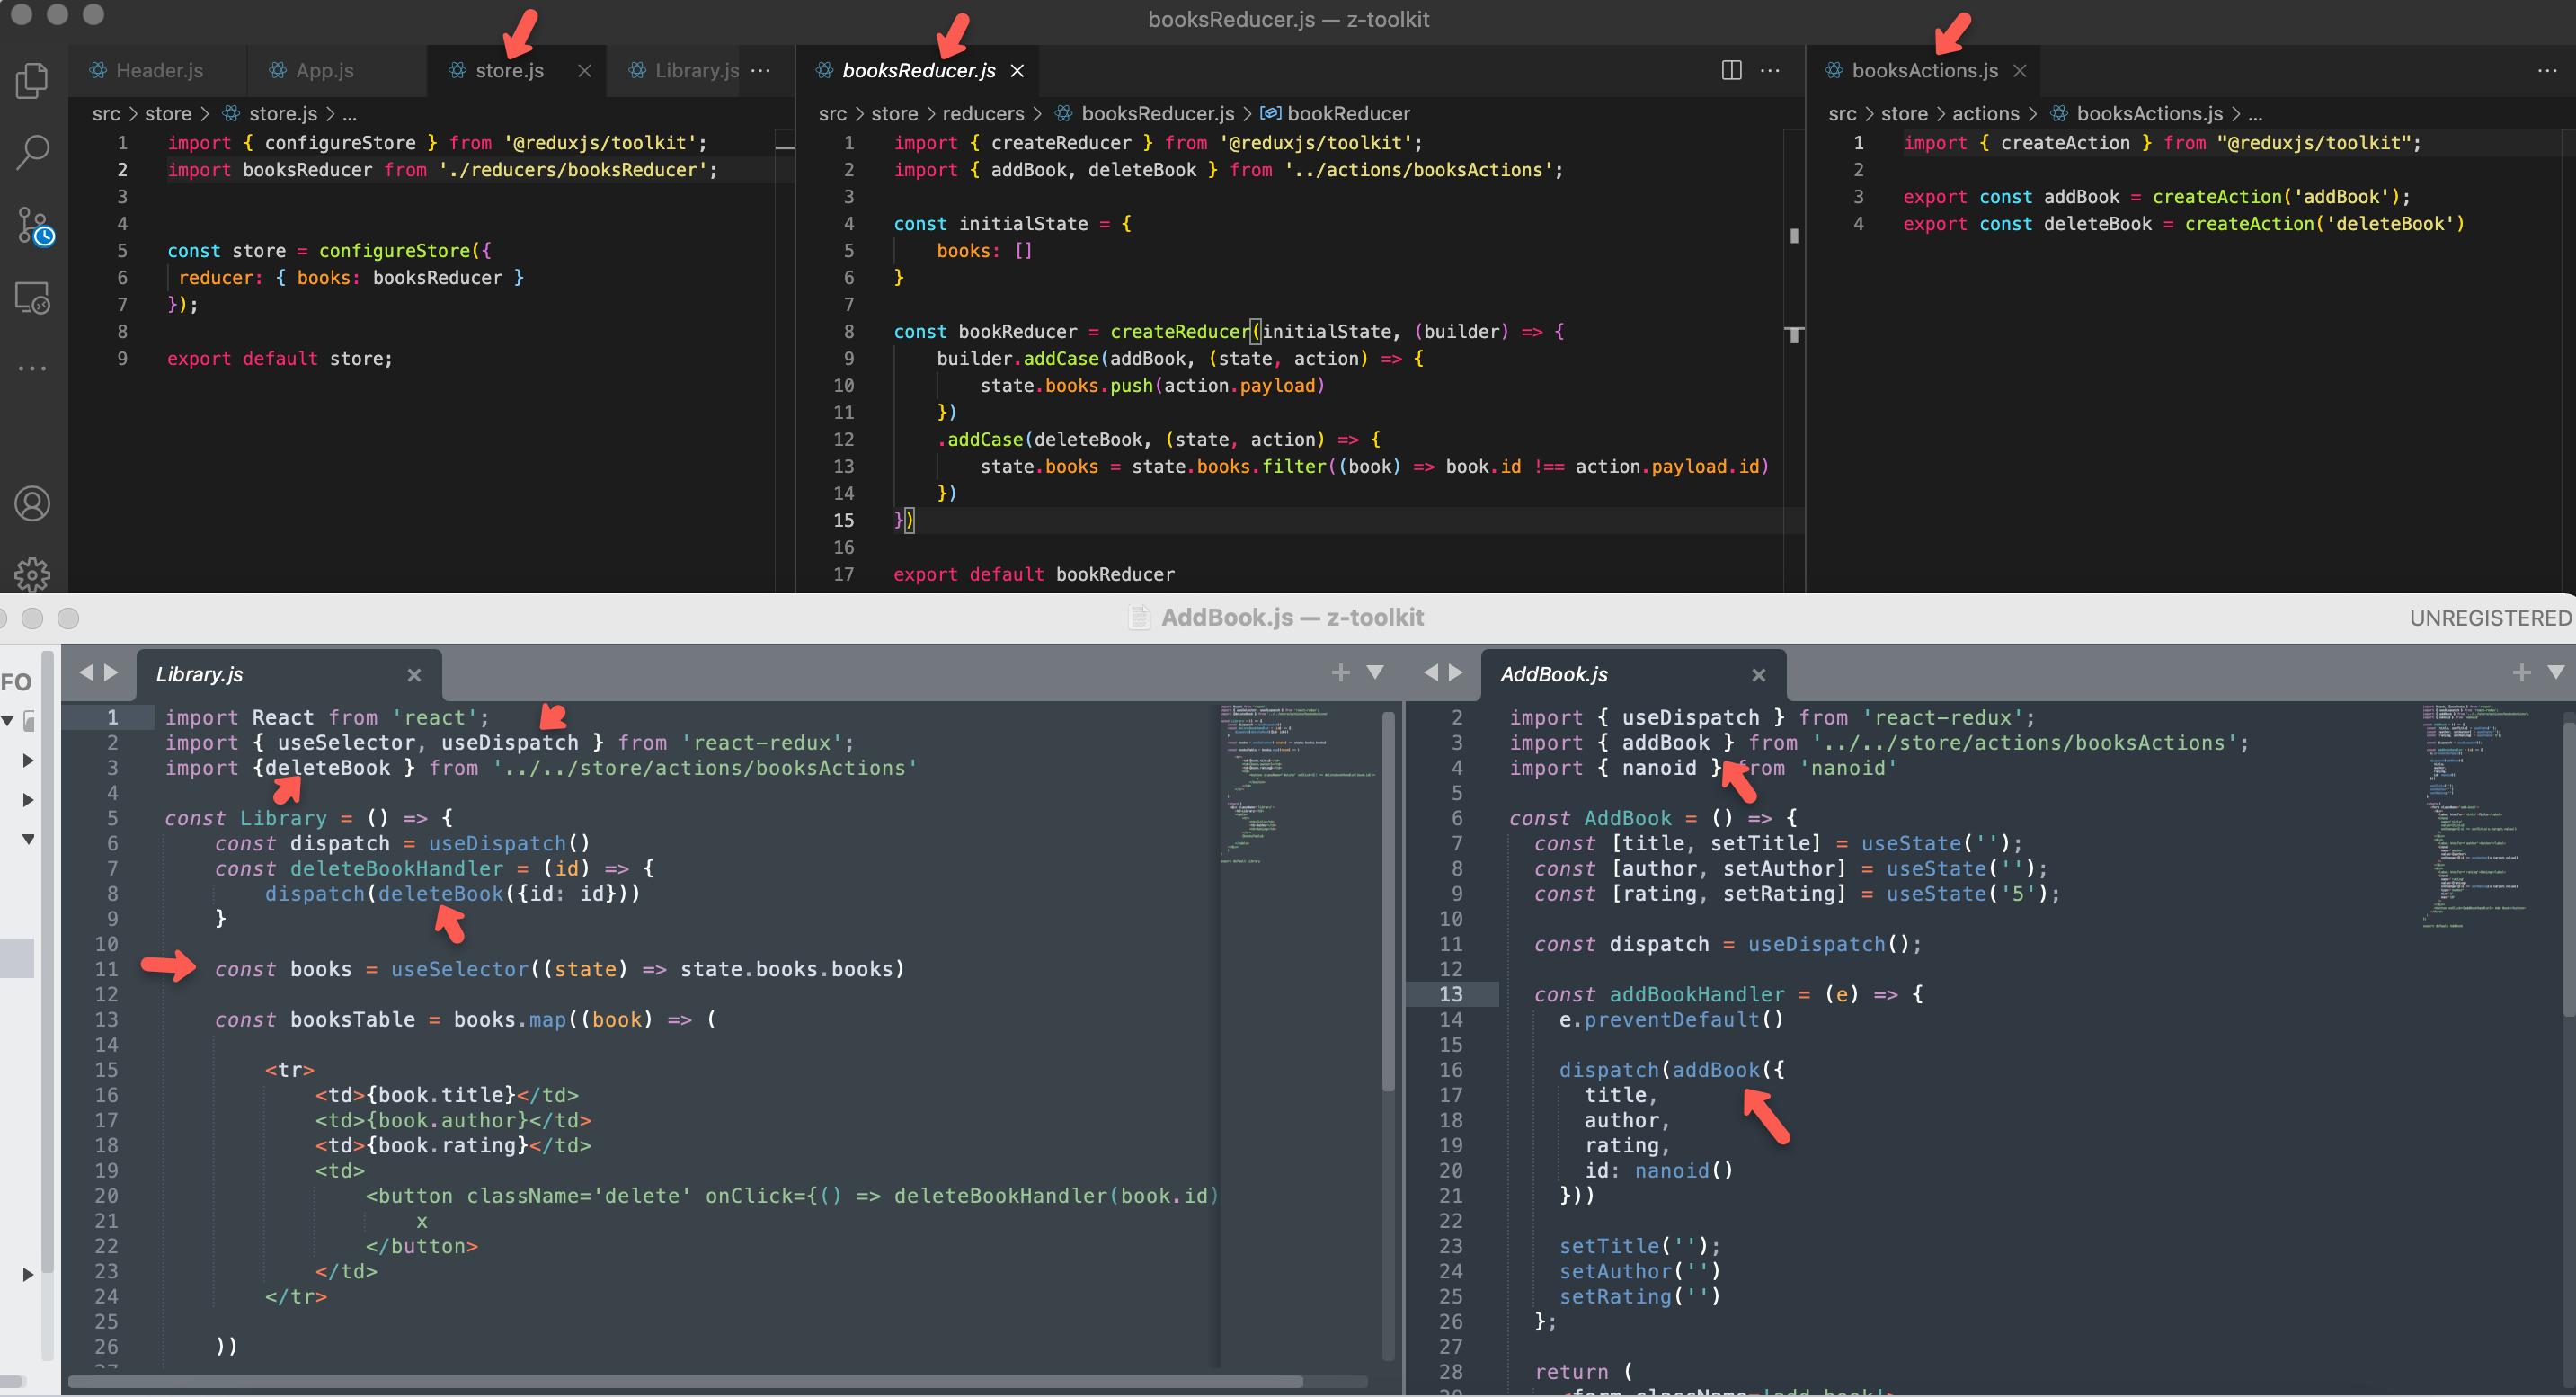 booksReducer.js — z-toolkit
Header.js
App.js
store.js
Library.js
src > store > store.js > ...
1 import { configureStore } from '@reduxjs/toolkit';
2 import booksReducer from './reducers/booksReducer';
3
4
5 const store = configureStore({
6 reducer: { books: booksReducer }
7 });
8
9 export default store;
booksReducer.js
src > store > reducers > booksReducer.js > bookReducer
1 import { createReducer } from '@reduxjs/toolkit';
2 import { addBook, deleteBook } from '../actions/booksActions';
3
4 const initialState = {
5 books: []
6 }
7
8 const bookReducer = createReducer(initialState, (builder) => {
9 builder.addCase(addBook, (state, action) => {
10 state.books.push(action.payload)
11 })
12 .addCase(deleteBook, (state, action) => {
13 state.books = state.books.filter((book) => book.id !== action.payload.id)
14 })
15 })
16
17 export default bookReducer
booksActions.js
src > store > actions > booksActions.js > ...
1 import { createAction } from "@reduxjs/toolkit";
2
3 export const addBook = createAction('addBook');
4 export const deleteBook = createAction('deleteBook')
AddBook.js — z-toolkit
UNREGISTERED
FO
Library.js
1 import React from 'react';
2 import { useSelector, useDispatch } from 'react-redux';
3 import {deleteBook } from '../../store/actions/booksActions'
4
5 const Library = () => {
6 const dispatch = useDispatch()
7 const deleteBookHandler = (id) => {
8 dispatch(deleteBook({id: id}))
9 }
10
11 const books = useSelector((state) => state.books.books)
12
13 const booksTable = books.map((book) => (
14
15 <tr>
16 <td>{book.title}</td>
17 <td>{book.author}</td>
18 <td>{book.rating}</td>
19 <td>
20 <button className='delete' onClick={() => deleteBookHandler(book.id)
21 x
22 </button>
23 </td>
24 </tr>
25
26 ))
27
AddBook.js
2 import { useDispatch } from 'react-redux';
3 import { addBook } from '../../store/actions/booksActions';
4 import { nanoid } from 'nanoid'
5
6 const AddBook = () => {
7 const [title, setTitle] = useState('');
8 const [author, setAuthor] = useState('');
9 const [rating, setRating] = useState('5');
10
11 const dispatch = useDispatch();
12
13 const addBookHandler = (e) => {
14 e.preventDefault()
15
16 dispatch(addBook({
17 title,
18 author,
19 rating,
20 id: nanoid()
21 }))
22
23 setTitle('');
24 setAuthor('')
25 setRating('')
26 };
27
28 return (
29 <form className='add-book'>